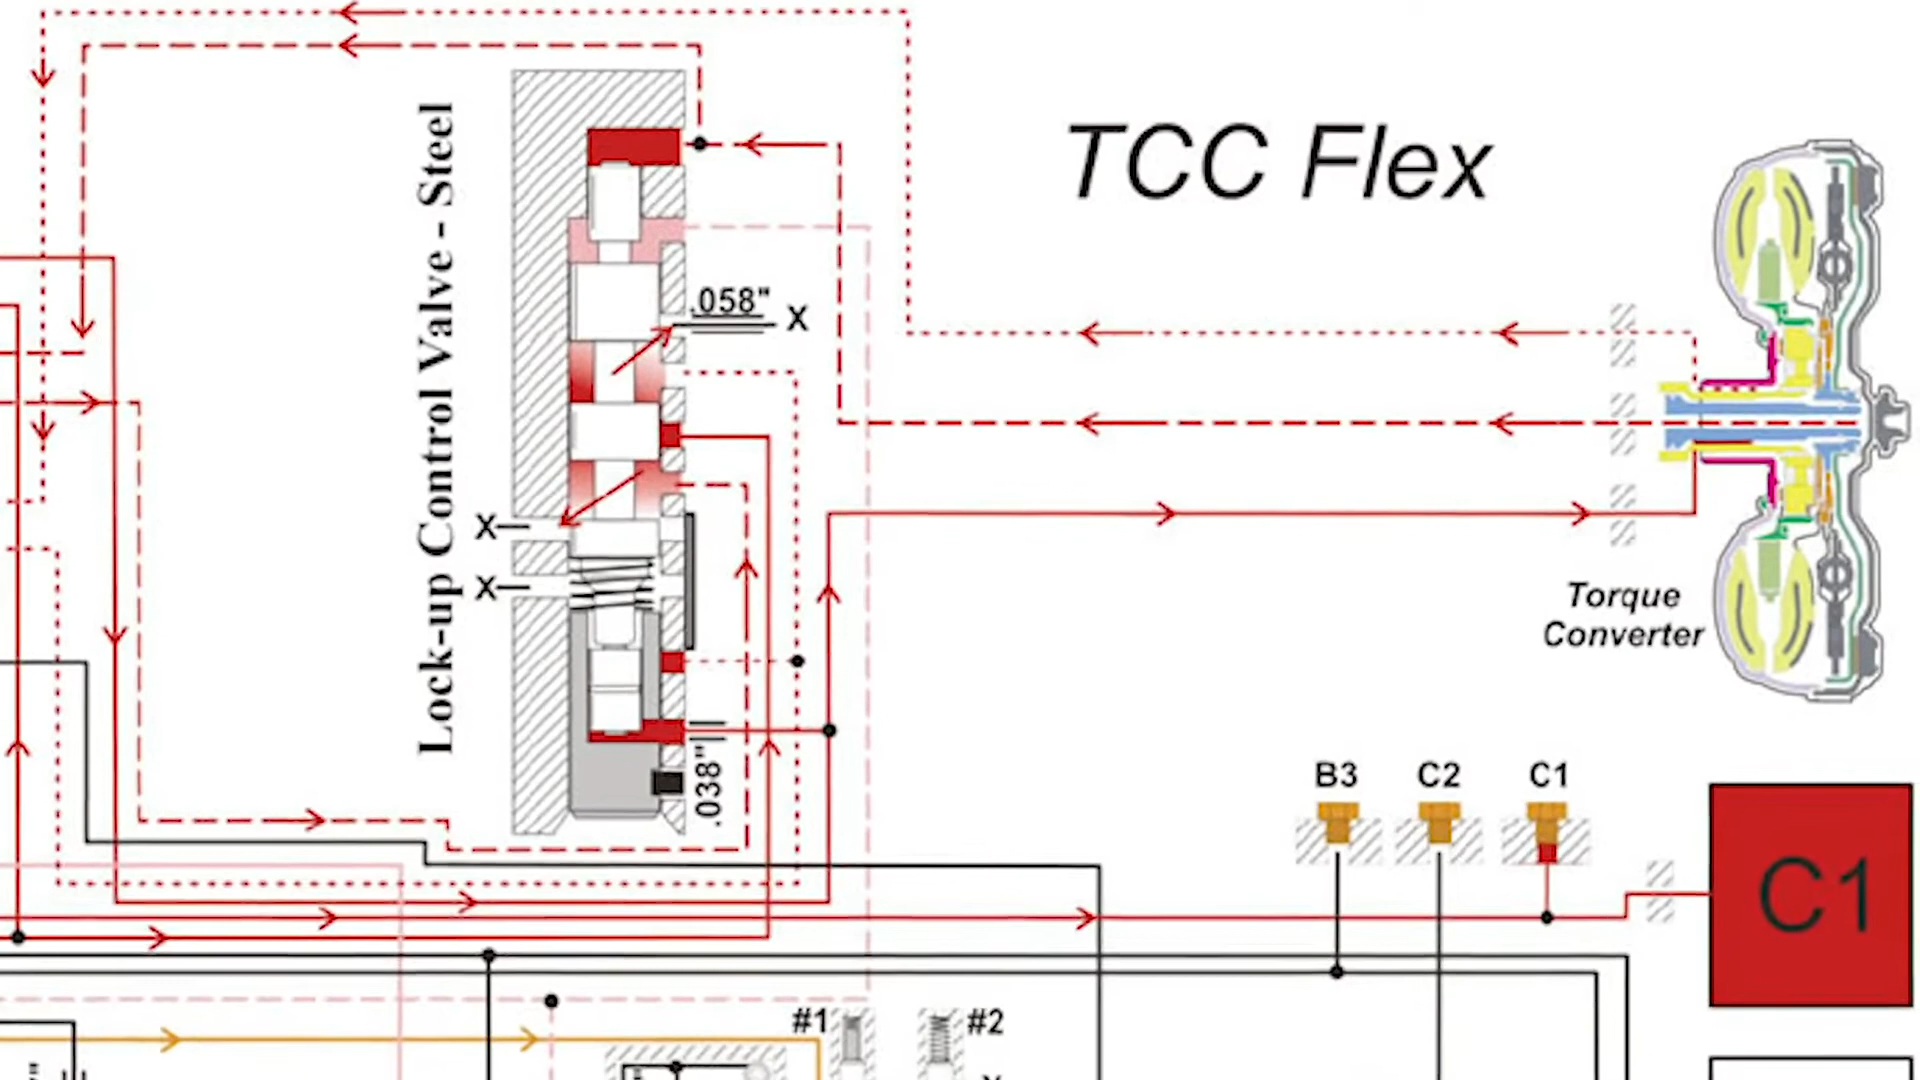 TCC Flex
Lock-up Control Valve - Steel
.058"
X
X
X
.038"
Torque
Converter
B3
C2
C1
C1
#1
#2